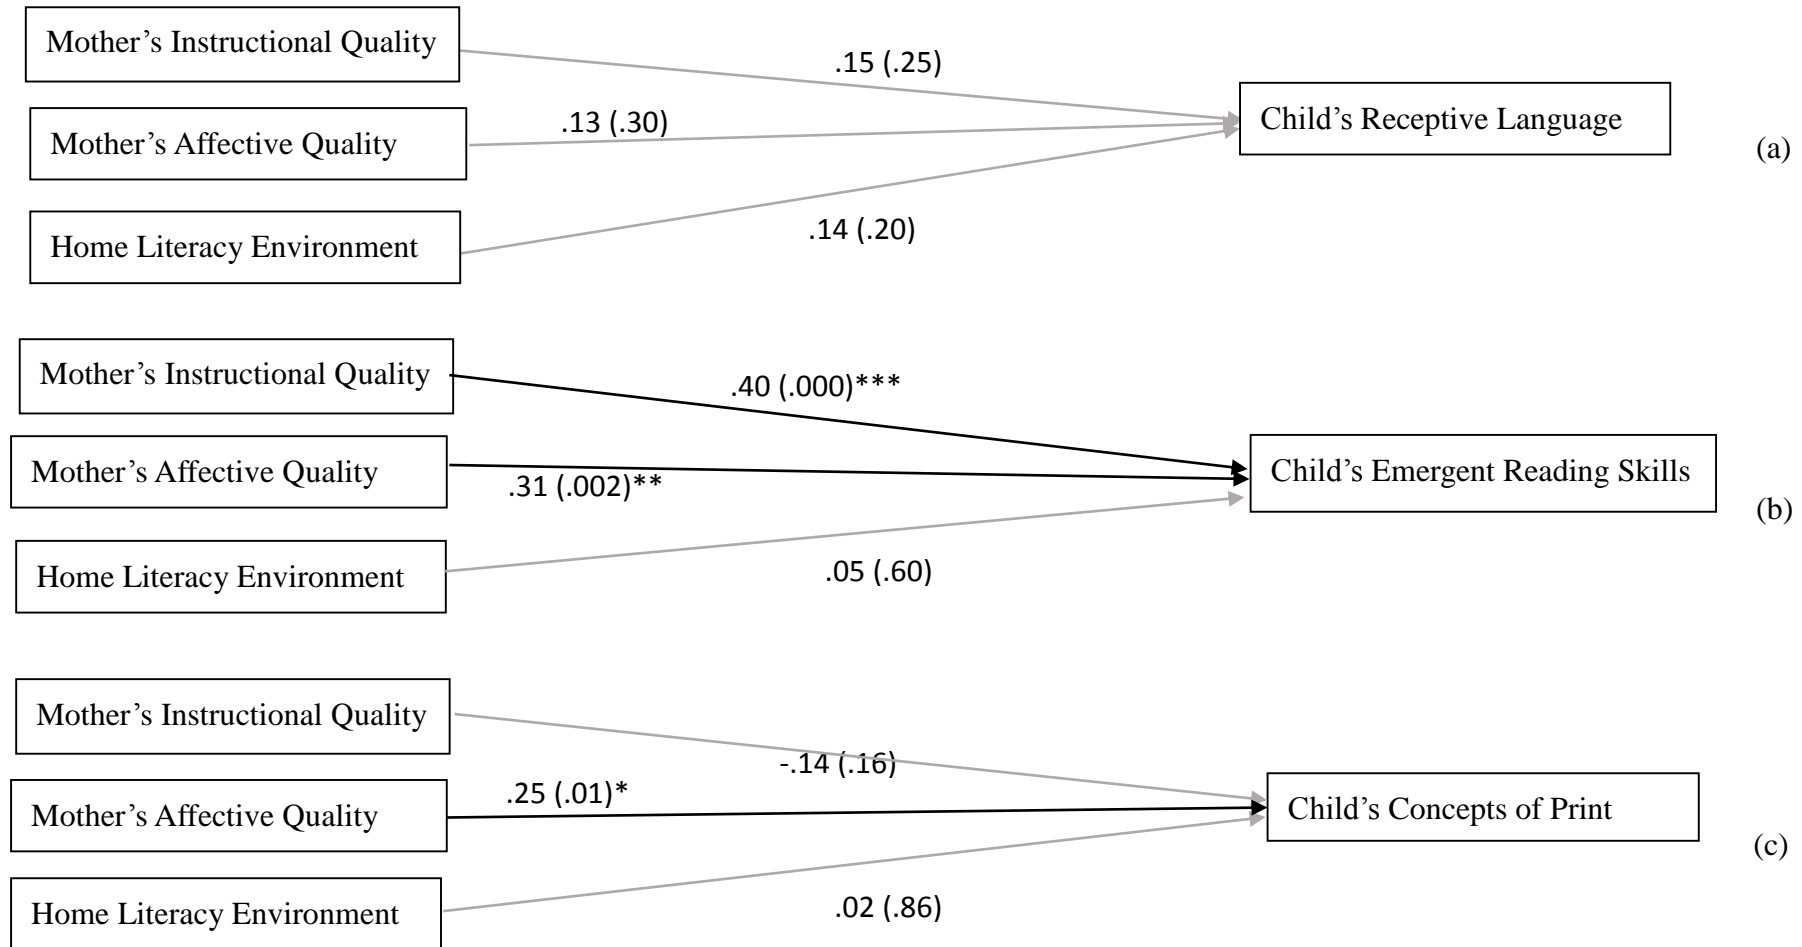 Mother’s Instructional Quality
.15 (.25)
Mother’s Affective Quality
.13 (.30)
Child’s Receptive Language
(a)
Home Literacy Environment
.14 (.20)
Mother’s Instructional Quality
.40 (.000)***
Mother’s Affective Quality
.31 (.002)**
Child’s Emergent Reading Skills
(b)
Home Literacy Environment
.05 (.60)
Mother’s Instructional Quality
-.14 (.16)
Mother’s Affective Quality
.25 (.01)*
Child’s Concepts of Print
(c)
Home Literacy Environment
.02 (.86)